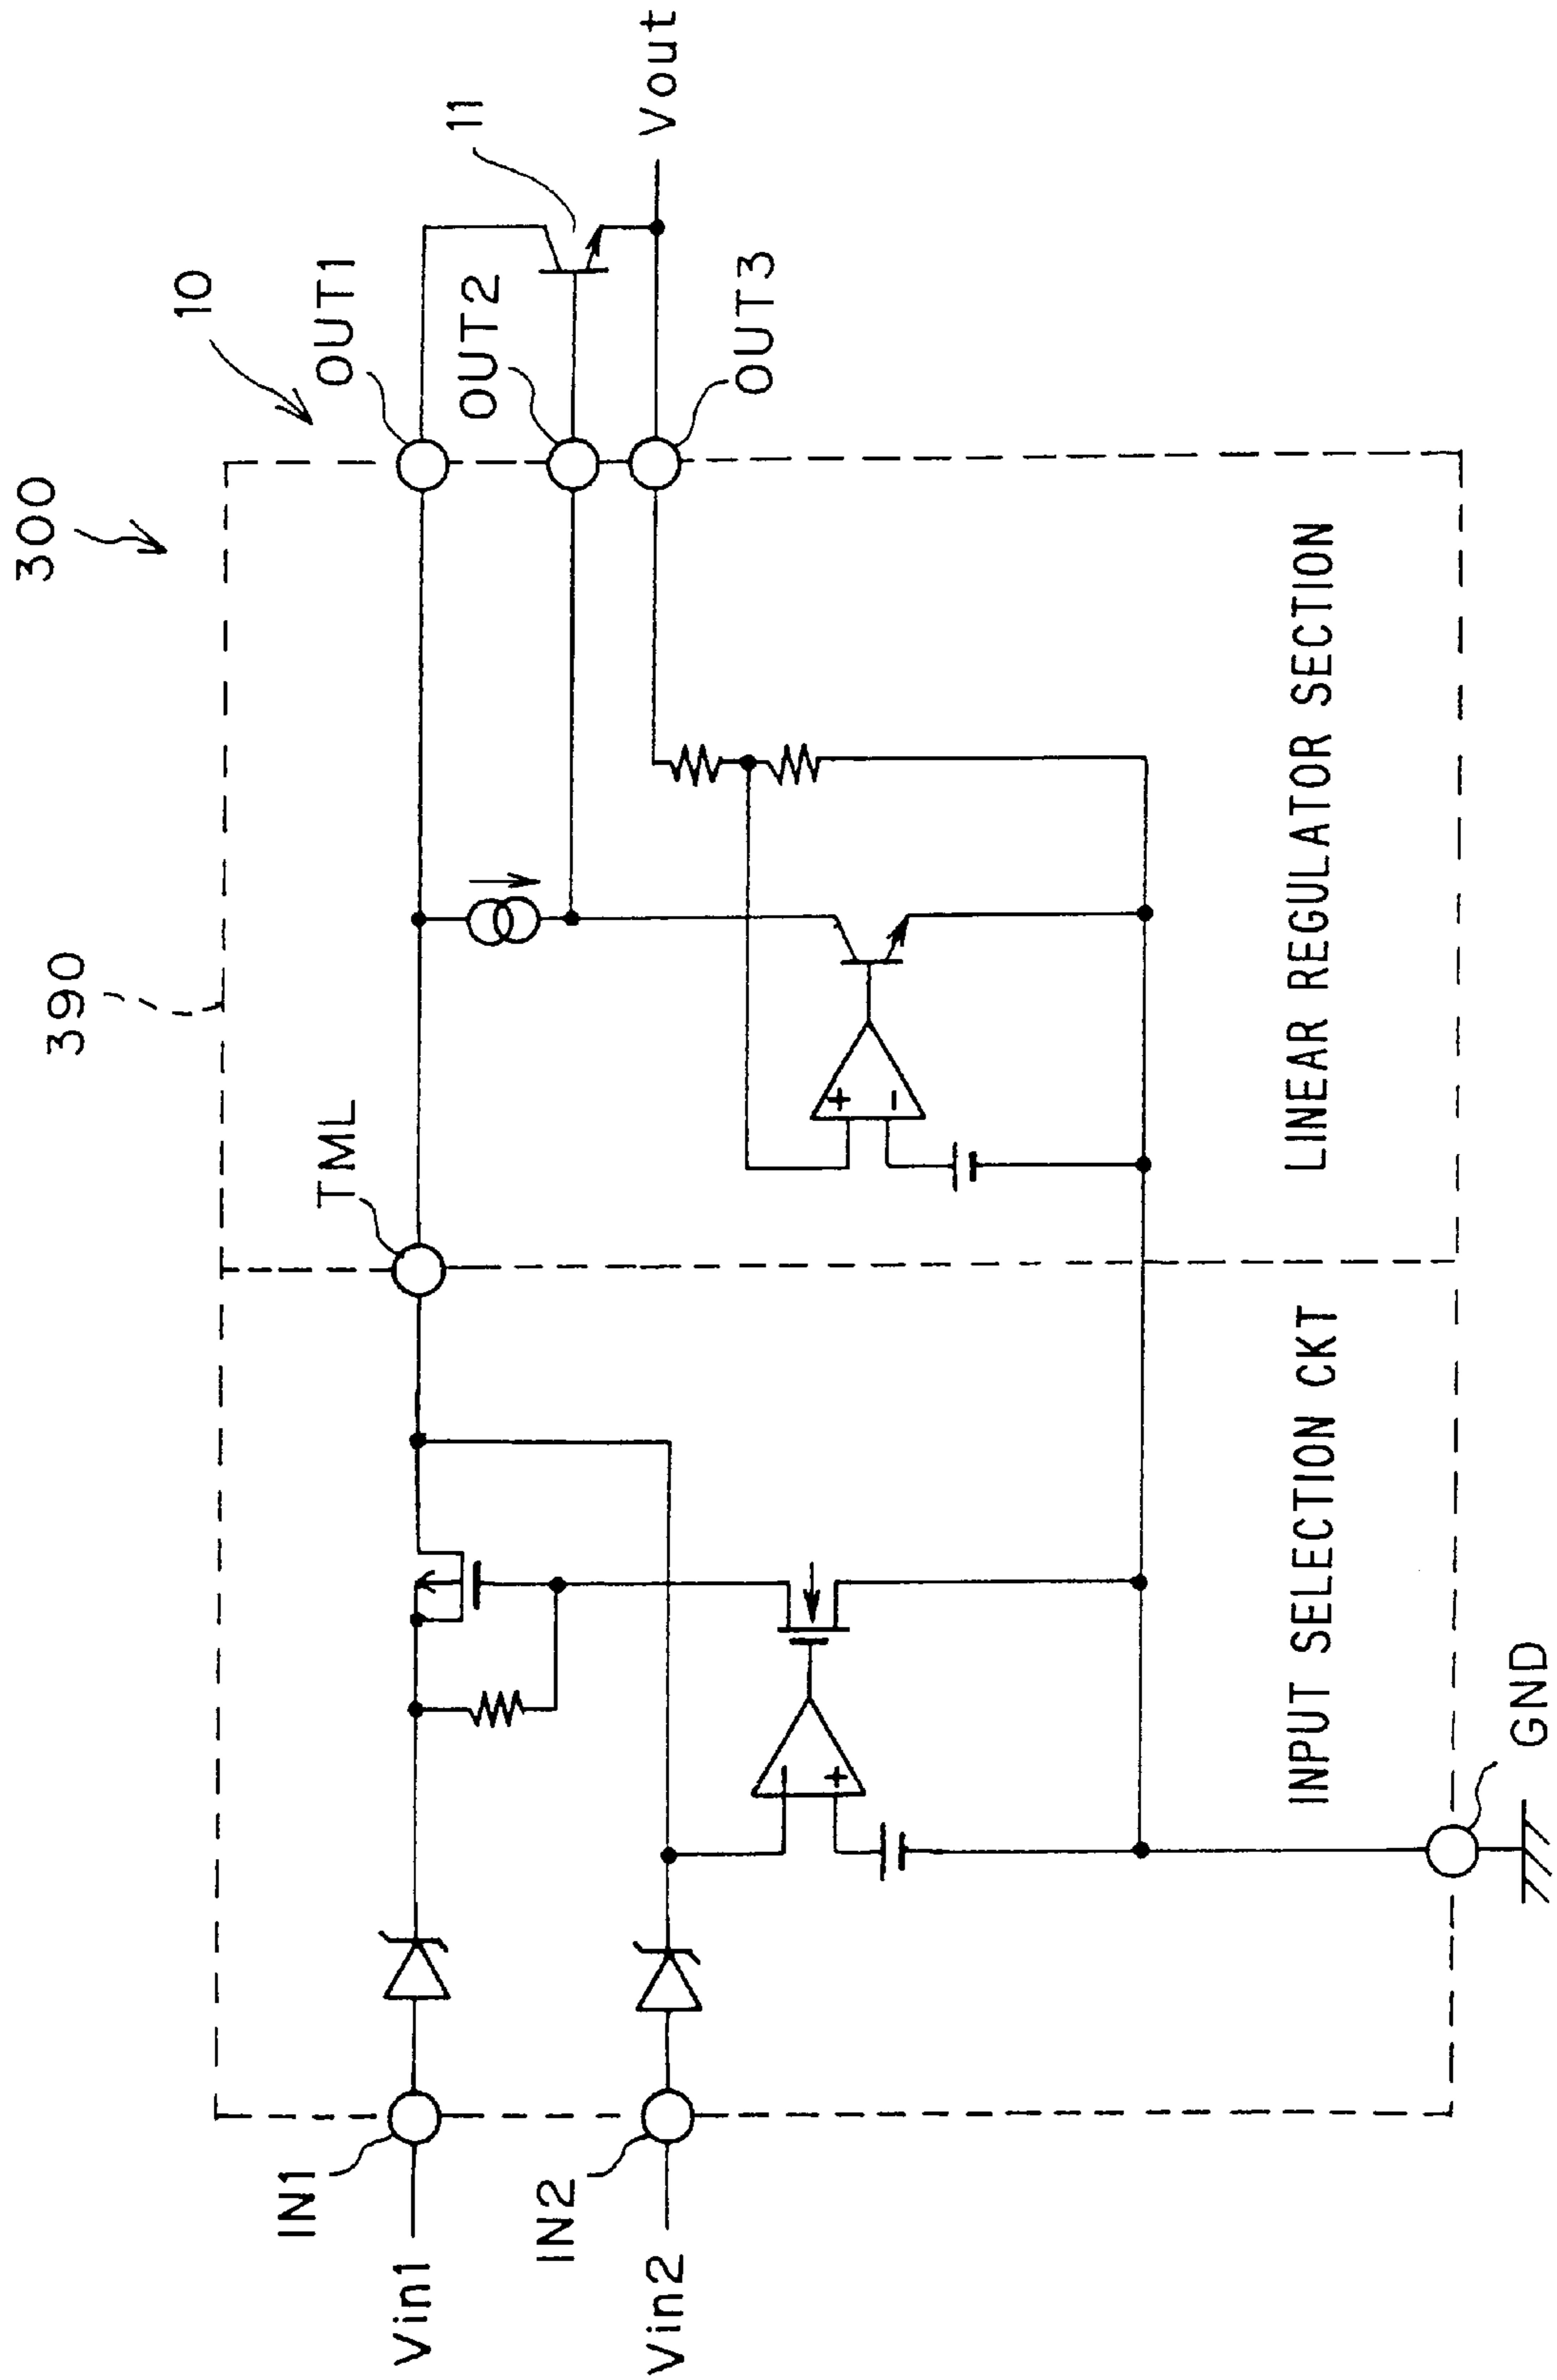 300
10
390
TML
OUT1
OUT2
OUT3
11
Vout
IN1
Vin1
IN2
Vin2
+
−
+
INPUT SELECTION CKT
LINEAR REGULATOR SECTION
GND